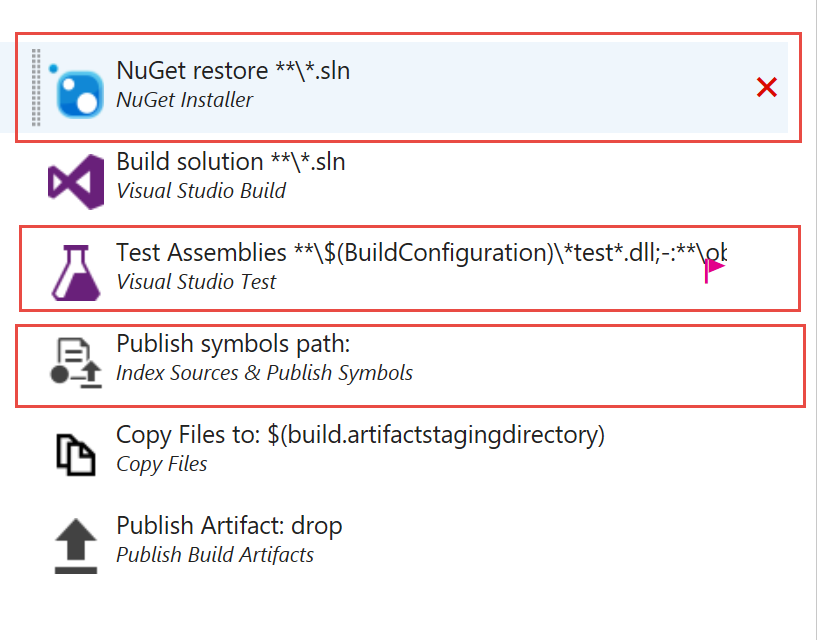 NuGet restore **\*.sln
NuGet Installer
Build solution **\*.sln
Visual Studio Build
Test Assemblies **\$(BuildConfiguration)\*test*.dll;-:**\ob
Visual Studio Test
Publish symbols path:
Index Sources & Publish Symbols
Copy Files to: $(build.artifactstagingdirectory)
Copy Files
Publish Artifact: drop
Publish Build Artifacts